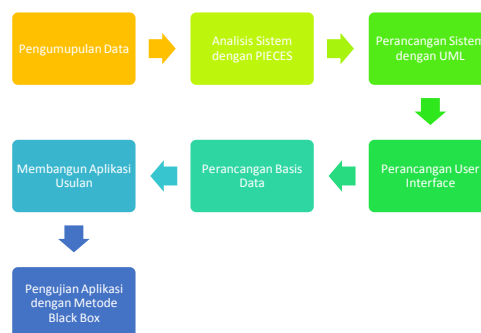 Pengumupulan Data
Analisis Sistem
dengan PIECES
Perancangan Sistem
dengan UML
Perancangan User
Interface
Perancangan Basis
Data
Membangun Aplikasi
Usulan
Pengujian Aplikasi
dengan Metode
Black Box